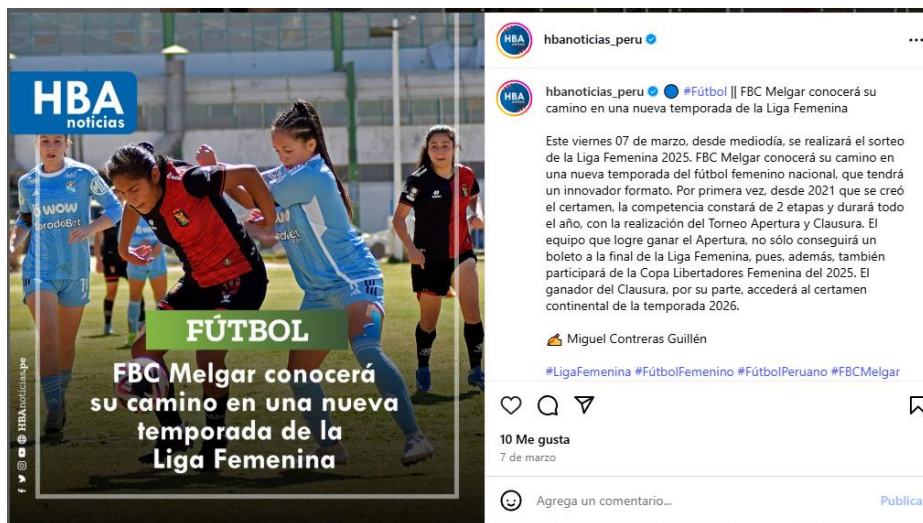 HBA
noticias
WOW
DoradoBet
WOW
doradoBet
FÚTBOL
FBC Melgar conocerá
su camino en una nueva
temporada de la
Liga Femenina
HBAnoticias.pe
HBA
hbanoticias_peru
HBA
hbanoticias_peru #Fútbol || FBC Melgar conocerá su
camino en una nueva temporada de la Liga Femenina
Este viernes 07 de marzo, desde mediodía, se realizará el sorteo
de la Liga Femenina 2025. FBC Melgar conocerá su camino en
una nueva temporada del fútbol femenino nacional, que tendrá
un innovador formato. Por primera vez, desde 2021 que se creó
el certamen, la competencia constará de 2 etapas y durará todo
el año, con la realización del Torneo Apertura y Clausura. El
equipo que logre ganar el Apertura, no sólo conseguirá un
boleto a la final de la Liga Femenina, pues, además, también
participará de la Copa Libertadores Femenina del 2025. El
ganador del Clausura, por su parte, accederá al certamen
continental de la temporada 2026.
✍ Miguel Contreras Guillén
#LigaFemenina #FútbolFemenino #FútbolPeruano #FBCMelgar
10 Me gusta
7 de marzo
Agrega un comentario...
Publica